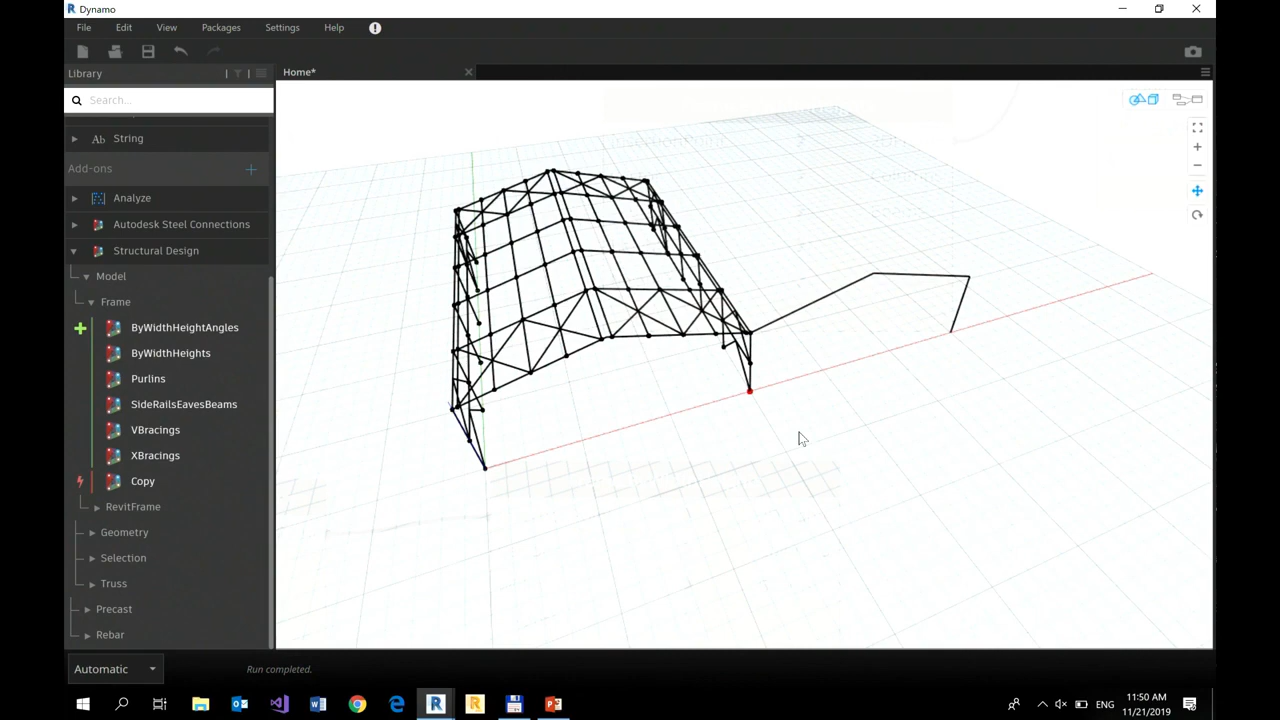 Dynamo
File Edit View Packages Settings Help
Library
Home*
Search...
Ab String
Add-ons
Analyze
Autodesk Steel Connections
Structural Design
Model
Frame
ByWidthHeightAngles
ByWidthHeights
Purlins
SideRailsEavesBeams
VBracings
XBracings
Copy
RevitFrame
Geometry
Selection
Truss
Precast
Rebar
Automatic
Run completed.
ENG
11:50 AM
11/21/2019